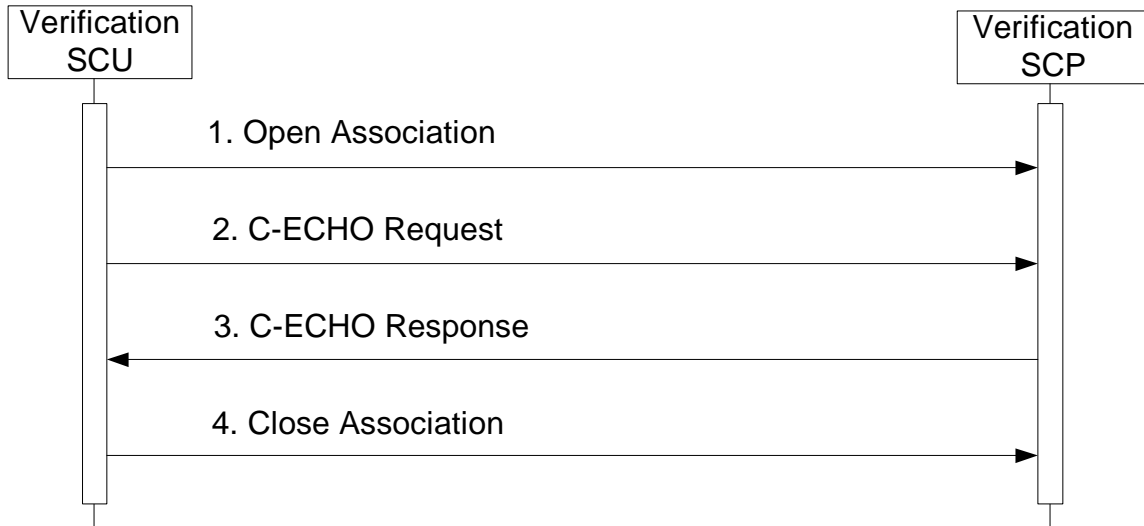 Verification
SCU
Verification
SCP
1. Open Association
2. C-ECHO Request
3. C-ECHO Response
4. Close Association